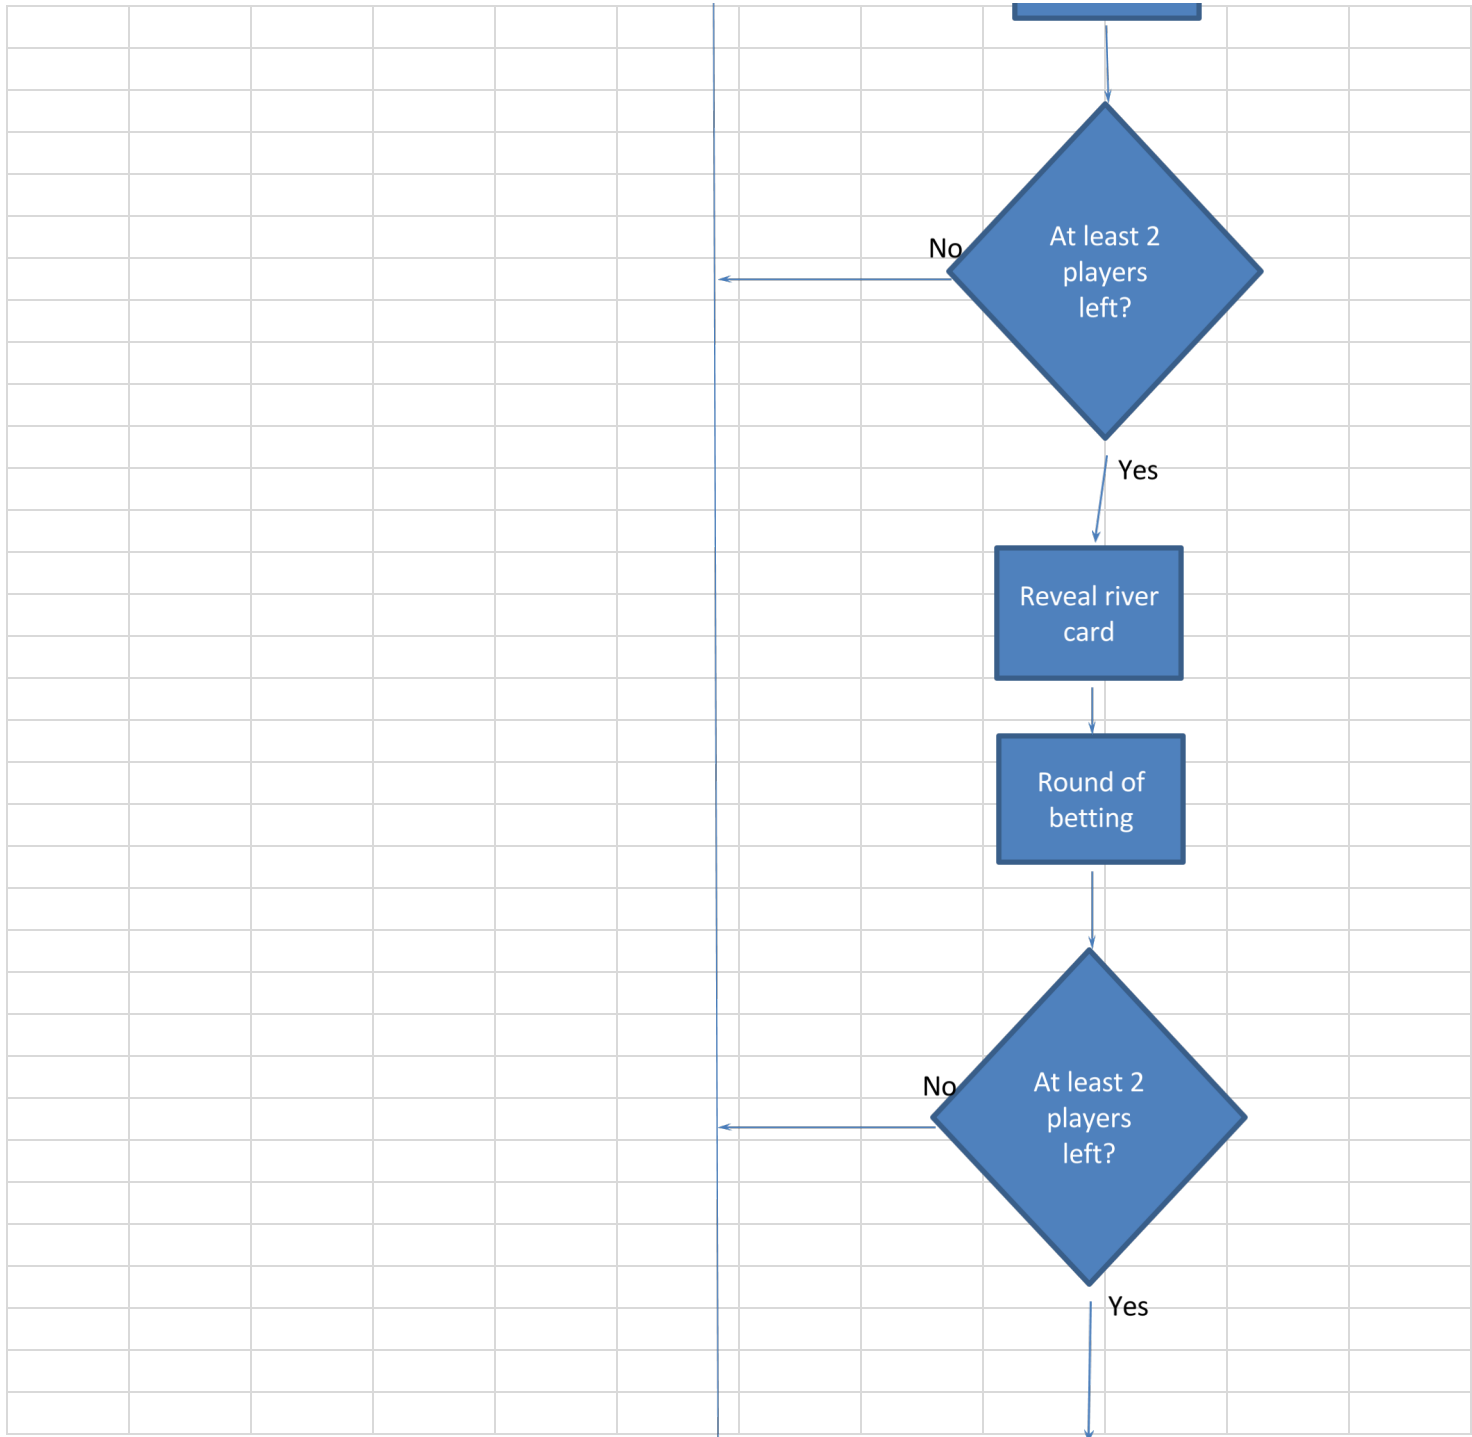 At least 2
players
left?
No
Yes
Reveal river
card
Round of
betting
At least 2
players
left?
No
Yes